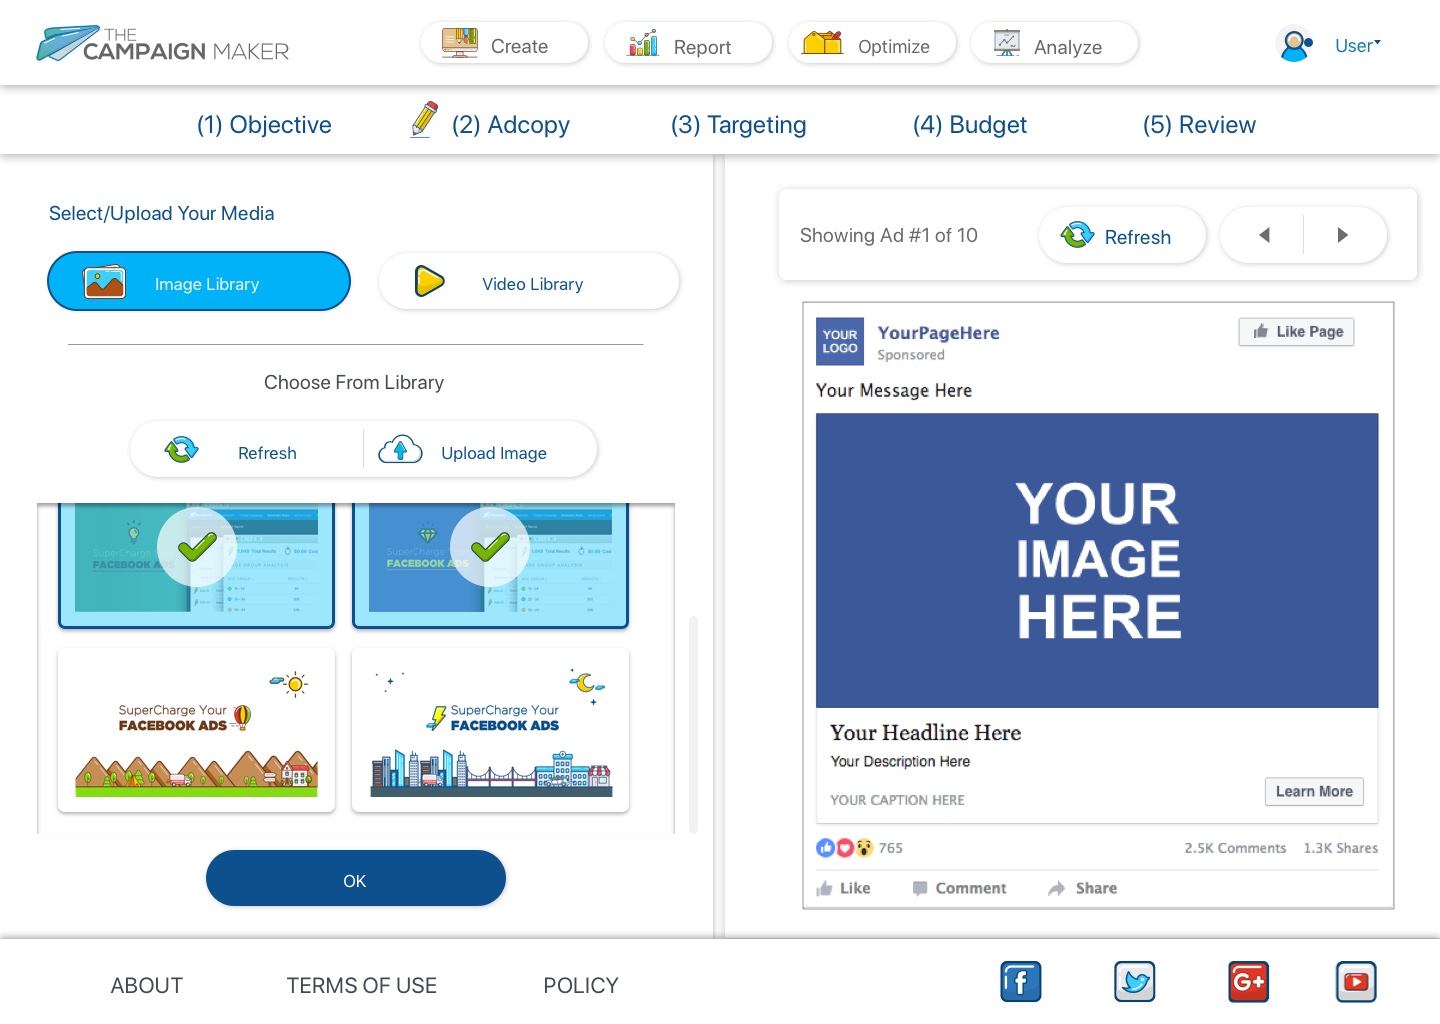 THE
CAMPAIGN MAKER
Create
Report
Optimize
Analyze
User
(1) Objective
(2) Adcopy
(3) Targeting
(4) Budget
(5) Review
Select/Upload Your Media
Image Library
Video Library
Choose From Library
Refresh
Upload Image
SuperCharge
FACEBOOK ADS
SuperCharge
FACEBOOK ADS
SuperCharge Your
FACEBOOK ADS
SuperCharge Your
FACEBOOK ADS
OK
Showing Ad #1 of 10
Refresh
YOUR
LOGO
YourPageHere
Sponsored
Like Page
Your Message Here
YOUR
IMAGE
HERE
Your Headline Here
Your Description Here
YOUR CAPTION HERE
Learn More
765
2.5K Comments
1.3K Shares
Like
Comment
Share
ABOUT
TERMS OF USE
POLICY